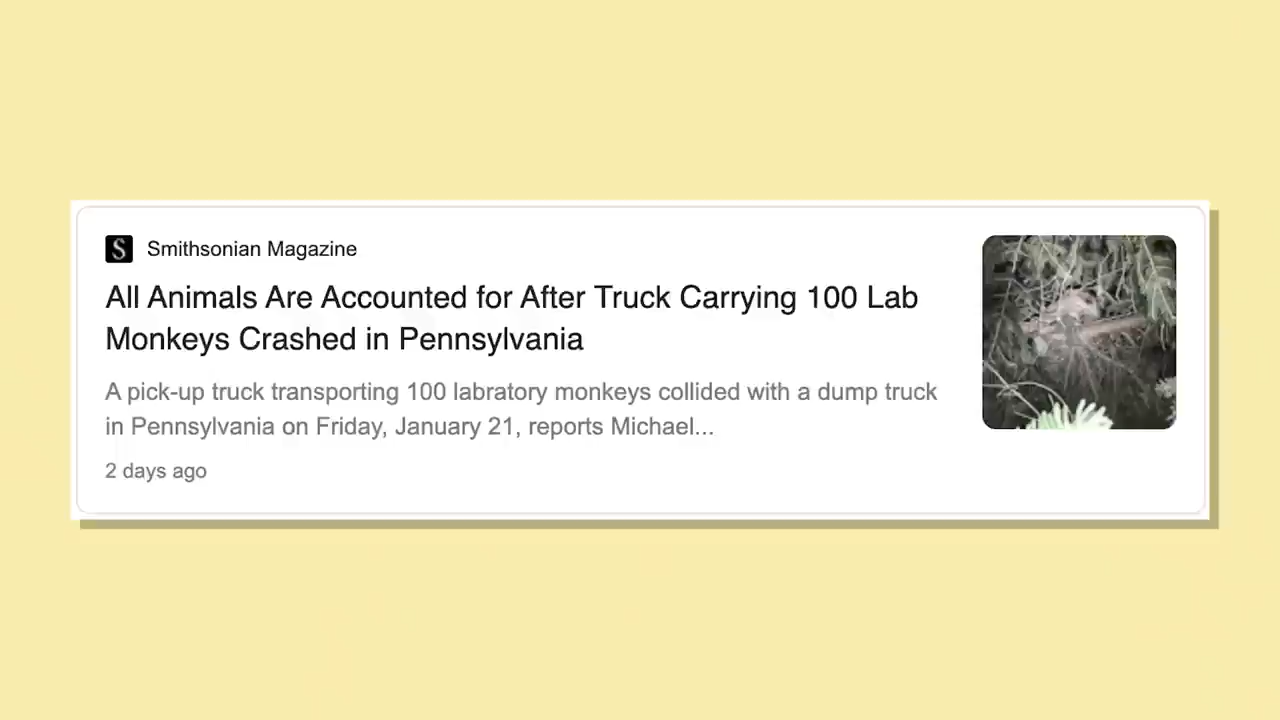 Smithsonian Magazine
All Animals Are Accounted for After Truck Carrying 100 Lab
Monkeys Crashed in Pennsylvania
A pick-up truck transporting 100 labratory monkeys collided with a dump truck
in Pennsylvania on Friday, January 21, reports Michael...
2 days ago